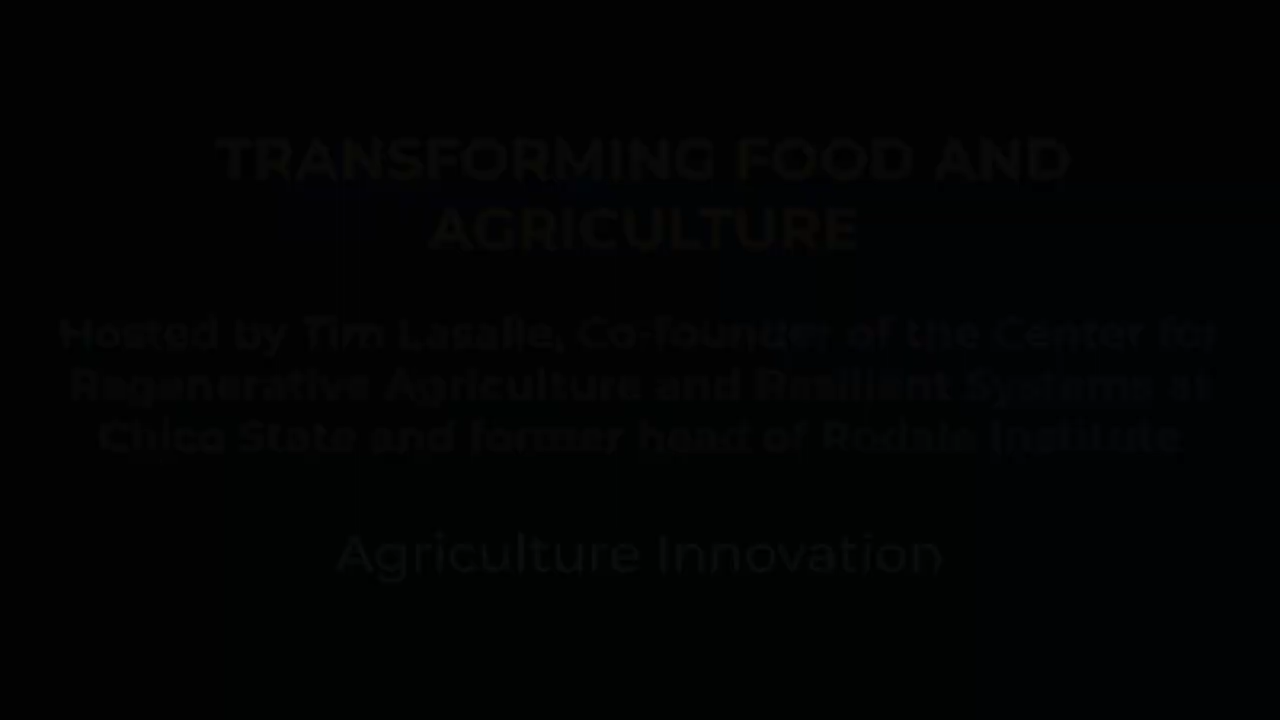 TRANSFORMING FOOD AND
AGRICULTURE
Hosted by Tim Lasalle, Co-founder of the Center for
Regenerative Agriculture and Resilient Systems at
Chico State and former head of Rodale Institute
Agriculture Innovation